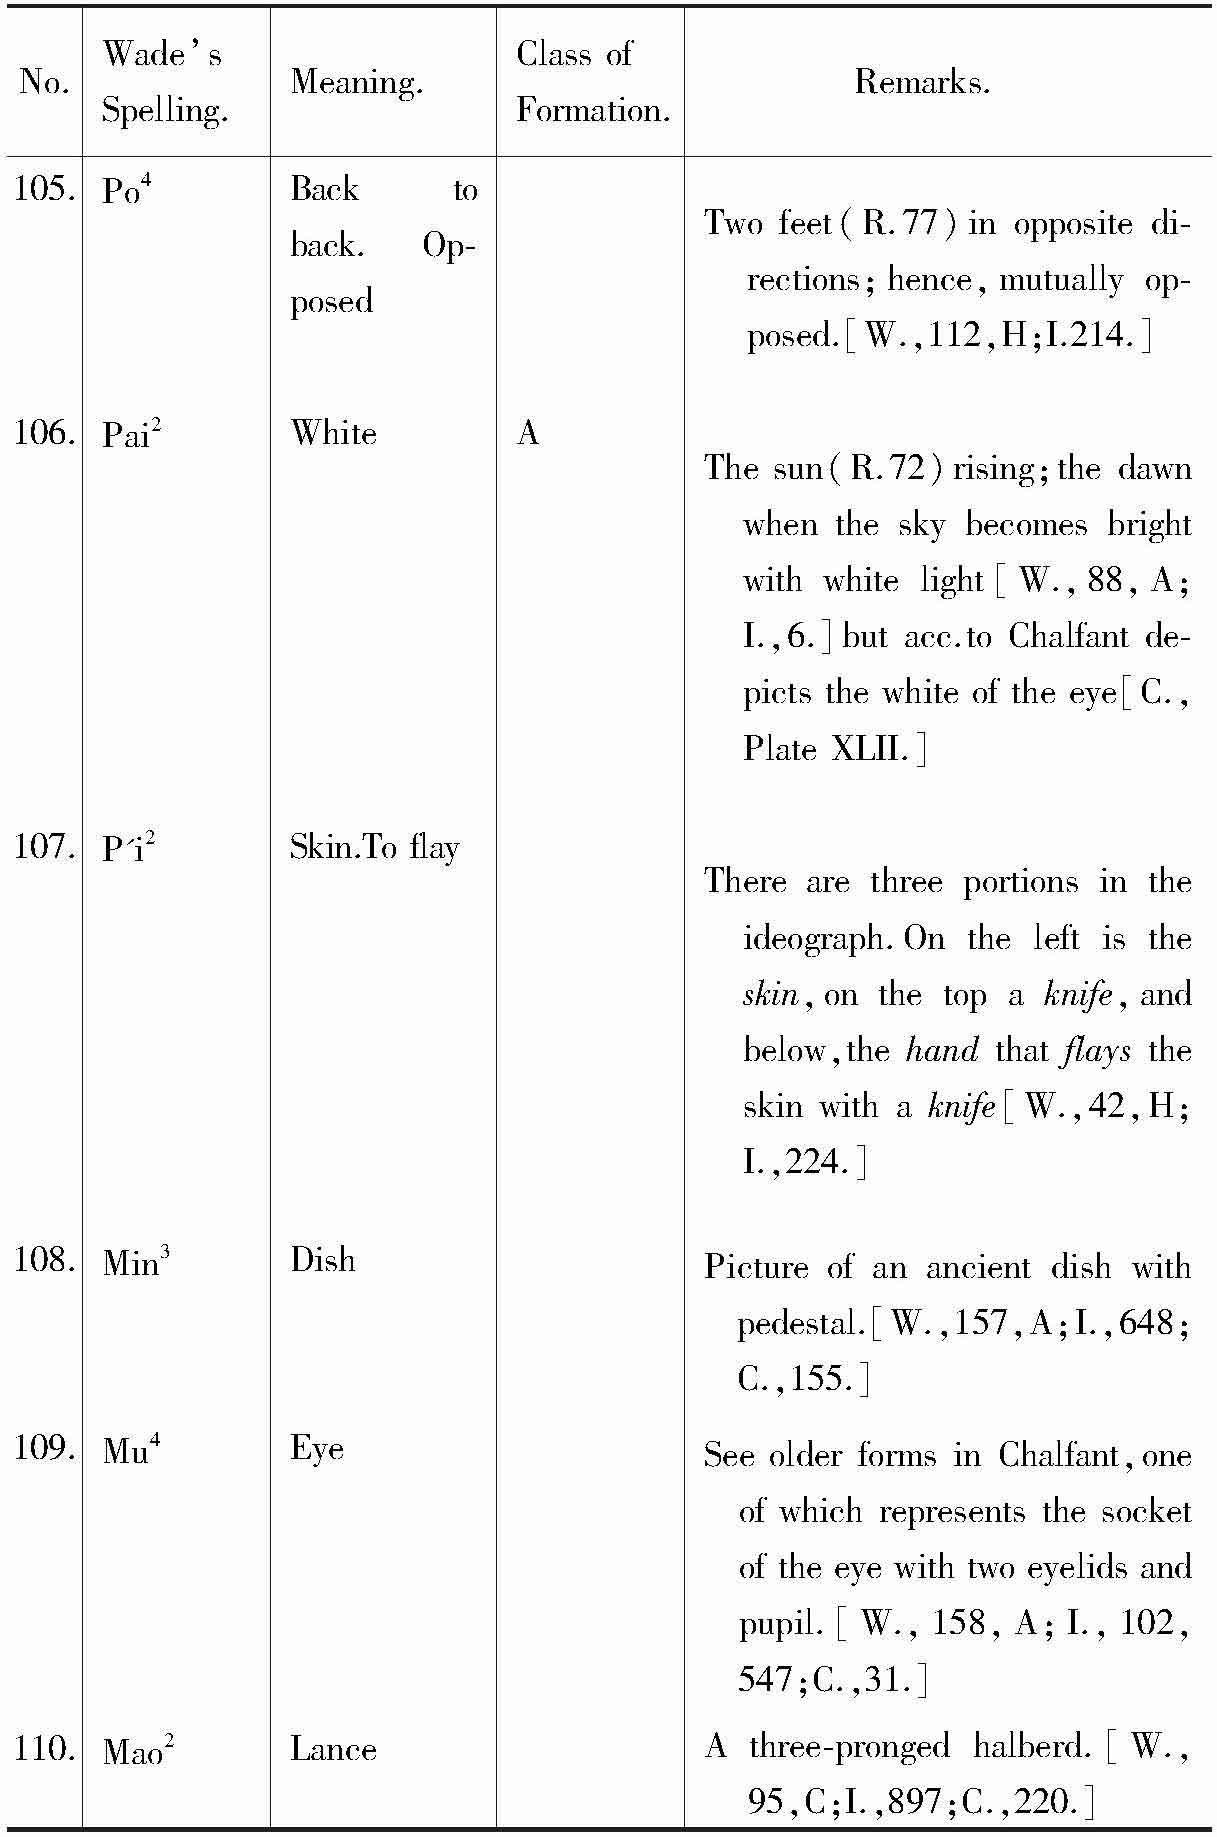 No.
Wade's
Spelling.
Meaning.
Class of
Formation.
Remarks.
105.
Po⁴
Back to
back. Op-
posed
Two feet(R.77)in opposite di-
rections; hence, mutually op-
posed.[W.,112,H;I.214.]
106.
Pai²
White
A
The sun(R.72)rising;the dawn
when the sky becomes bright
with white light[W.,88,A;
I.,6.]but acc.to Chalfant de-
picts the white of the eye[C.,
Plate XLII.]
107.
P'i²
Skin.To flay
There are three portions in the
ideograph.On the left is the
skin,on the top a knife,and
below,the hand that flays the
skin with a knife[W.,42,H;
I.,224.]
108.
Min³
Dish
Picture of an ancient dish with
pedestal.[W.,157,A;I.,648;
C.,155.]
109.
Mu⁴
Eye
See older forms in Chalfant,one
of which represents the socket
of the eye with two eyelids and
pupil.[W.,158,A;I.,102,
547;C.,31.]
110.
Mao²
Lance
A three-pronged halberd.[W.,
95,C;I.,897;C.,220.]